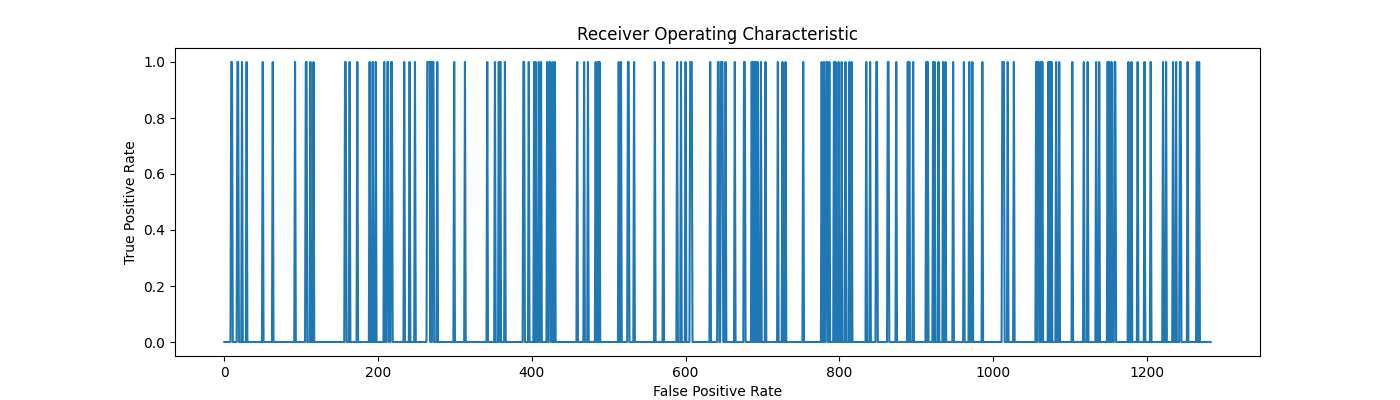 Receiver Operating Characteristic
1.0
0.8
0.6
0.4
0.2
0.0
True Positive Rate
0 200 400 600 800 1000 1200
False Positive Rate